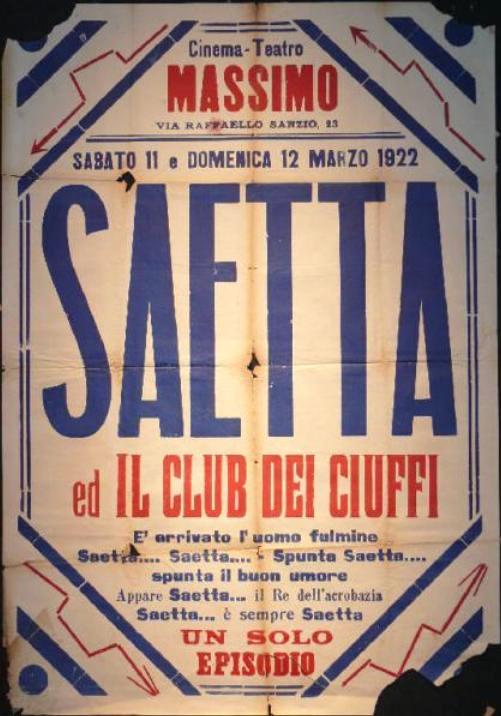 Cinema-Teatro
MASSIMO
VIA RAFFAELLO SANZIO, 23
SABATO 11 e DOMENICA 12 MARZO 1922
SAETTA
ed IL CLUB DEI CIUFFI
E' arrivato l'uomo fulmine
Saetta.... Saetta.... Spunta Saetta....
spunta il buon umore
Appare Saetta... il Re dell'acrobazia
Saetta... è sempre Saetta
UN SOLO
EPISODIO